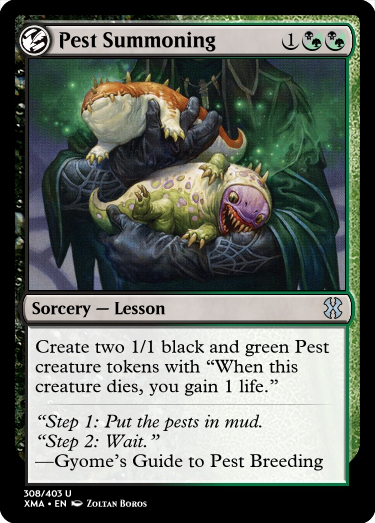 Pest Summoning 1
Sorcery — Lesson
Create two 1/1 black and green Pest
creature tokens with “When this
creature dies, you gain 1 life.”
“Step 1: Put the pests in mud.
“Step 2: Wait.”
—Gyome’s Guide to Pest Breeding
308/403 U
XMA • EN Zoltan Boros